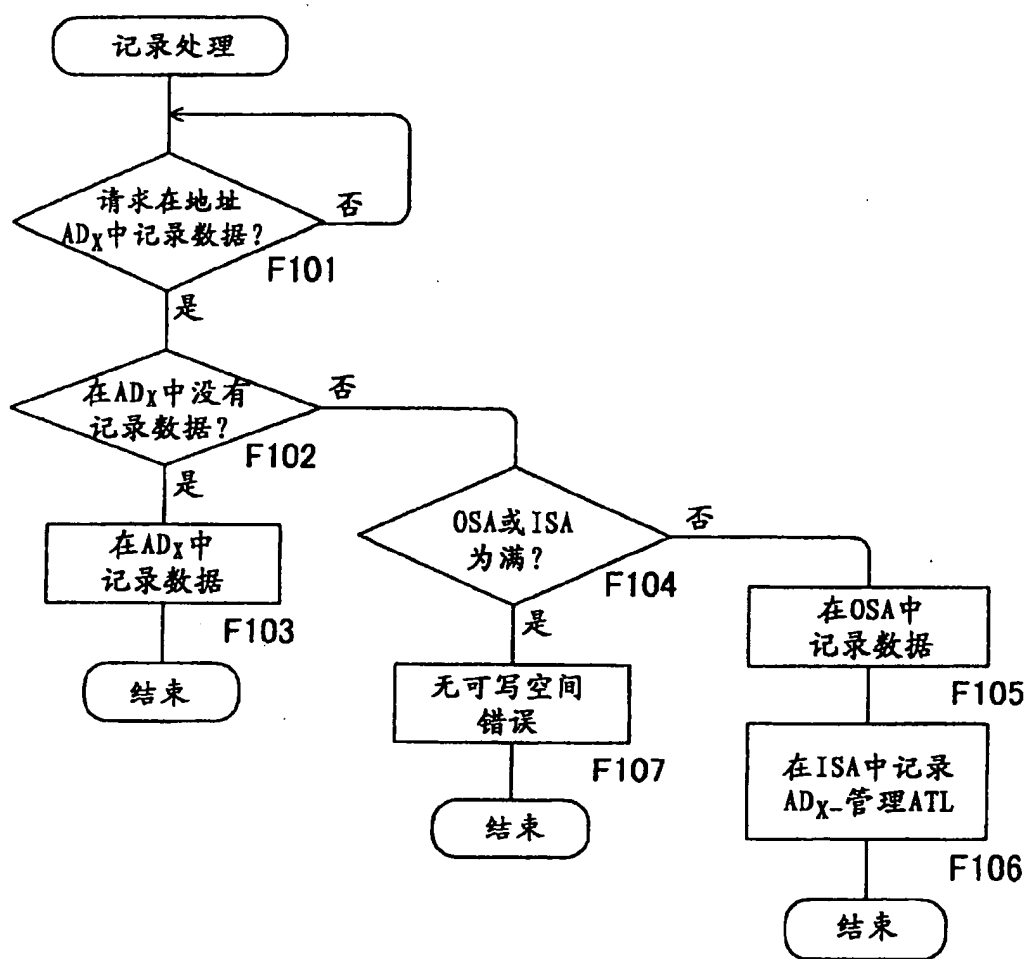 记录处理
请求在地址
ADX中记录数据?
否
F101
是
在ADX中没有
记录数据?
否
F102
是
在ADX中
记录数据
F103
结束
OSA或ISA
为满?
否
F104
是
无可写空间
错误
F107
结束
在OSA中
记录数据
F105
在ISA中记录
ADX-管理ATL
F106
结束